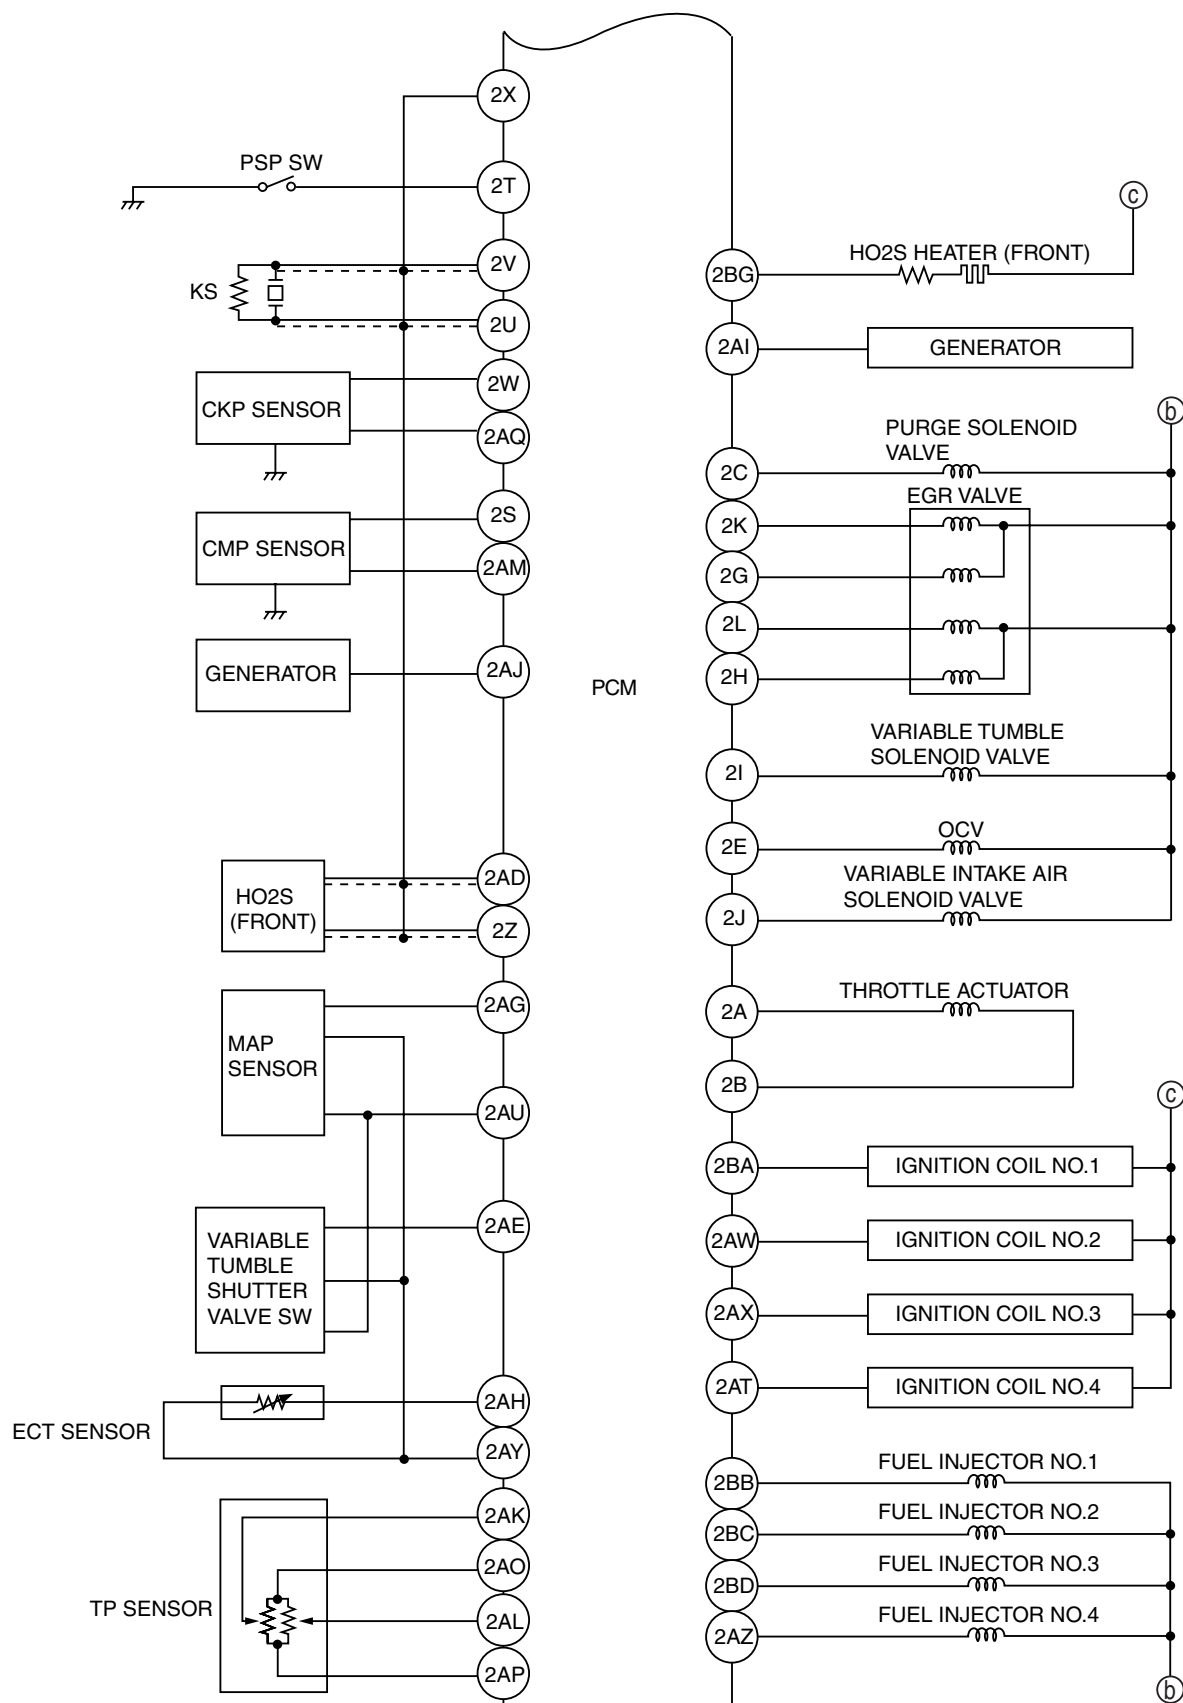 2X
PSP SW
2T
2V
KS
2U
2W
CKP SENSOR
2AQ
2S
CMP SENSOR
2AM
GENERATOR
2AJ
2AD
HO2S
(FRONT)
2Z
2AG
MAP
SENSOR
2AU
2AE
VARIABLE
TUMBLE
SHUTTER
VALVE SW
2AH
ECT SENSOR
2AY
2AK
2AO
TP SENSOR
2AL
2AP
PCM
c
HO2S HEATER (FRONT)
2BG
2AI
GENERATOR
b
PURGE SOLENOID
VALVE
2C
EGR VALVE
2K
2G
2L
2H
VARIABLE TUMBLE
SOLENOID VALVE
2I
OCV
2E
VARIABLE INTAKE AIR
SOLENOID VALVE
2J
THROTTLE ACTUATOR
2A
2B
c
2BA
IGNITION COIL NO.1
2AW
IGNITION COIL NO.2
2AX
IGNITION COIL NO.3
2AT
IGNITION COIL NO.4
FUEL INJECTOR NO.1
2BB
FUEL INJECTOR NO.2
2BC
FUEL INJECTOR NO.3
2BD
FUEL INJECTOR NO.4
2AZ
b